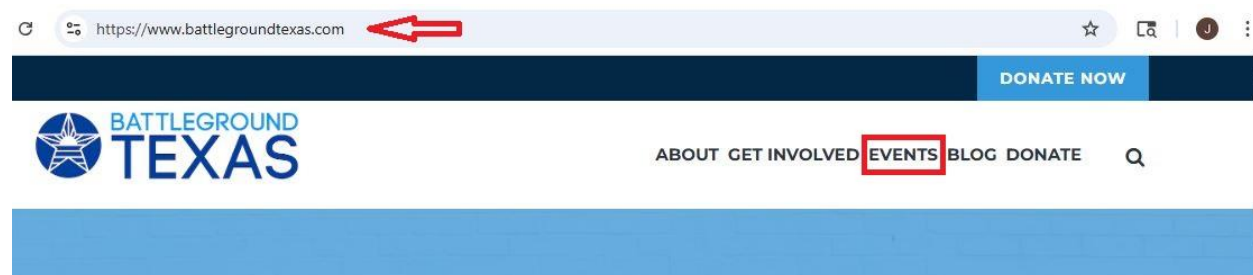 https://www.battlegroundtexas.com
J
DONATE NOW
BATTLEGROUND
TEXAS
ABOUT GET INVOLVED EVENTS BLOG DONATE